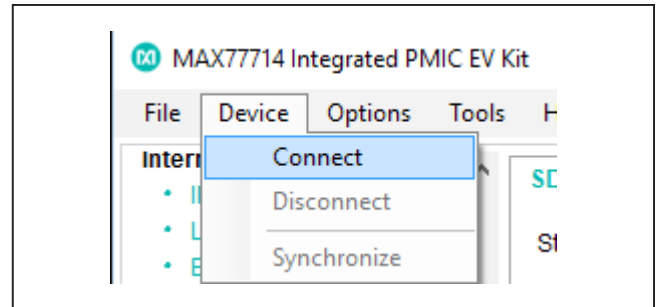 MAX77714 Integrated PMIC EV Kit
File Device Options Tools H
Connect
Disconnect
Synchronize